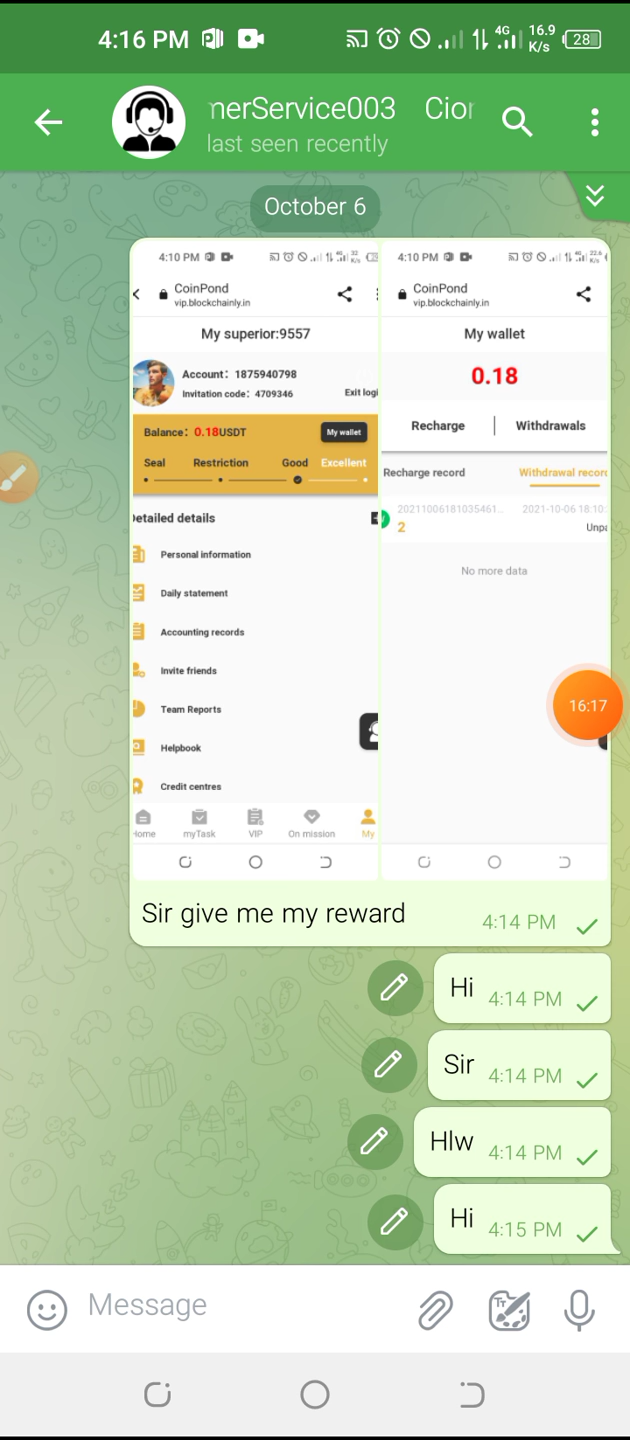 4:16 PM 4G 16.9 K/s 28
nerService003 Cior
last seen recently
October 6
4:10 PM
CoinPond
vip.blockchainly.in
My superior:9557
Account: 1875940798
Invitation code: 4709346 Exit logi
Balance: 0.18USDT My wallet
Seal Restriction Good Excellent
Detailed details
Personal information
Daily statement
Accounting records
Invite friends
Team Reports
Helpbook
Credit centres
Home myTask VIP On mission My
4:10 PM
CoinPond
vip.blockchainly.in
My wallet
0.18
Recharge Withdrawals
Recharge record Withdrawal record
20211006181035461... 2021-10-06 18:10:
2 Unpa
No more data
16:17
Sir give me my reward 4:14 PM
Hi 4:14 PM
Sir 4:14 PM
Hlw 4:14 PM
Hi 4:15 PM
Message